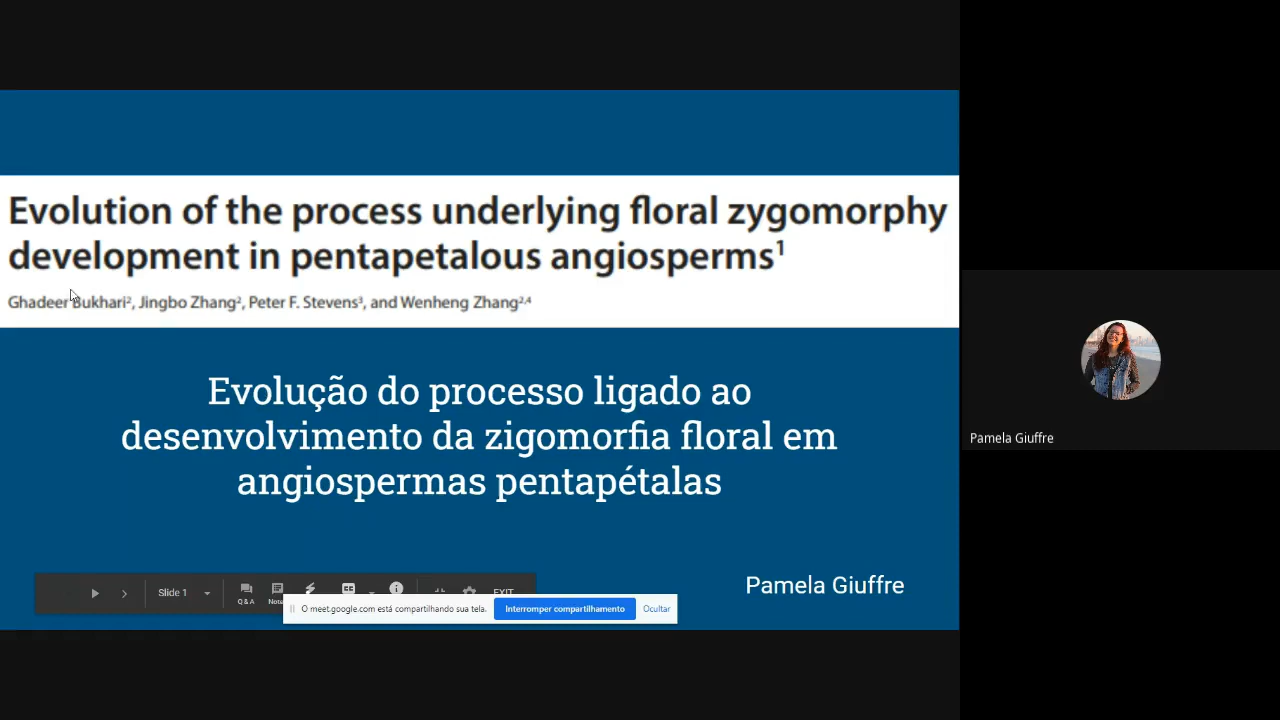 Evolution of the process underlying floral zygomorphy
development in pentapetalous angiosperms¹
Ghadeer Bukhari², Jingbo Zhang², Peter F. Stevens³, and Wenheng Zhang²,⁴
Evolução do processo ligado ao
desenvolvimento da zigomorfia floral em
angiospermas pentapétalas
Pamela Giuffre
Slide 1
Q & A
CC
EXIT
O meet.google.com está compartilhando sua tela.
Interromper compartilhamento
Ocultar
Pamela Giuffre